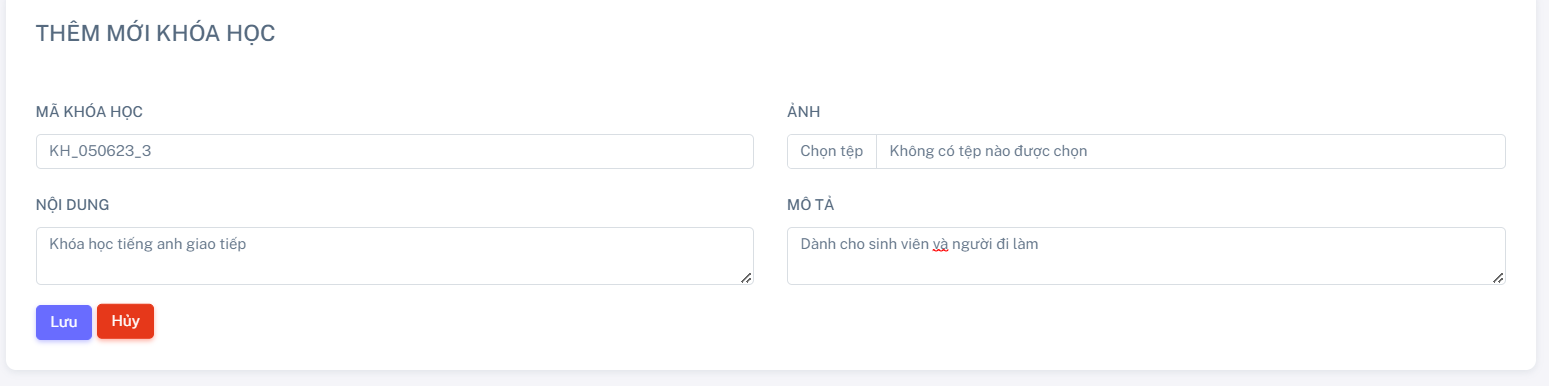 THÊM MỚI KHÓA HỌC
MÃ KHÓA HỌC
ẢNH
KH_050623_3
Chọn tệp Không có tệp nào được chọn
NỘI DUNG
MÔ TẢ
Khóa học tiếng anh giao tiếp
Dành cho sinh viên và người đi làm
Lưu Hủy